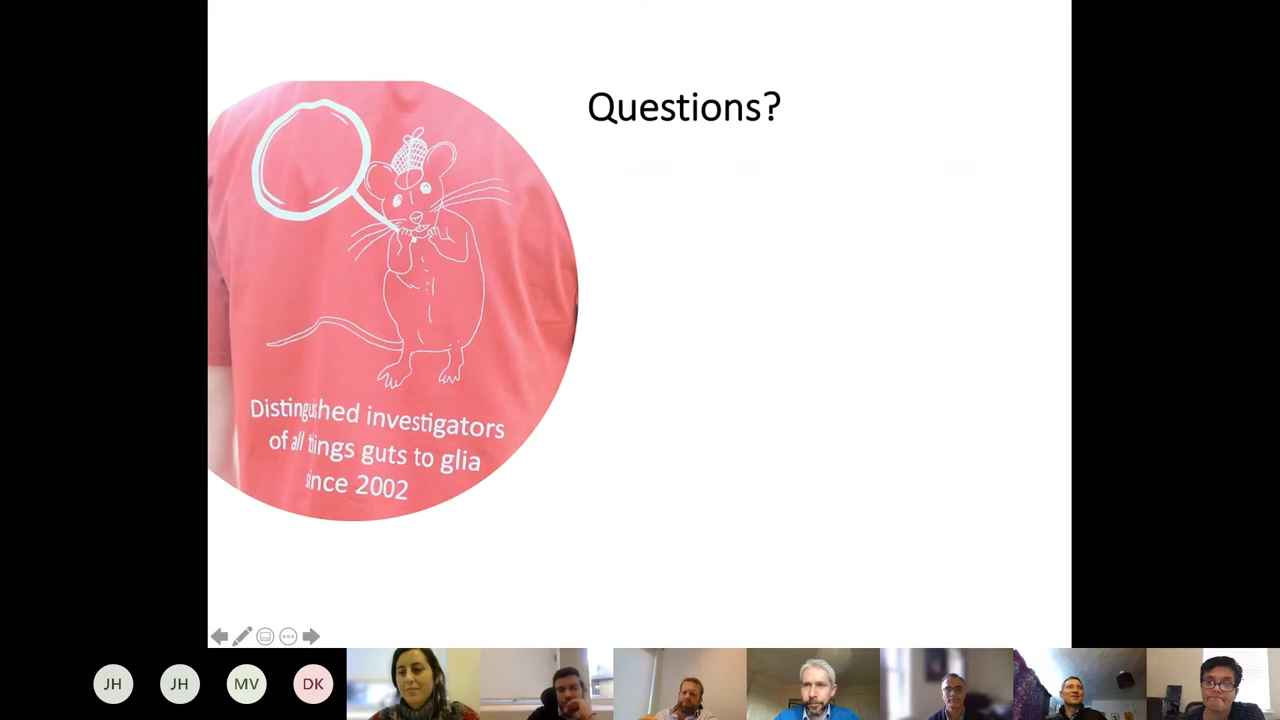 Questions?
Distinguished investigators
of all things guts to glia
since 2002
JH
JH
MV
DK